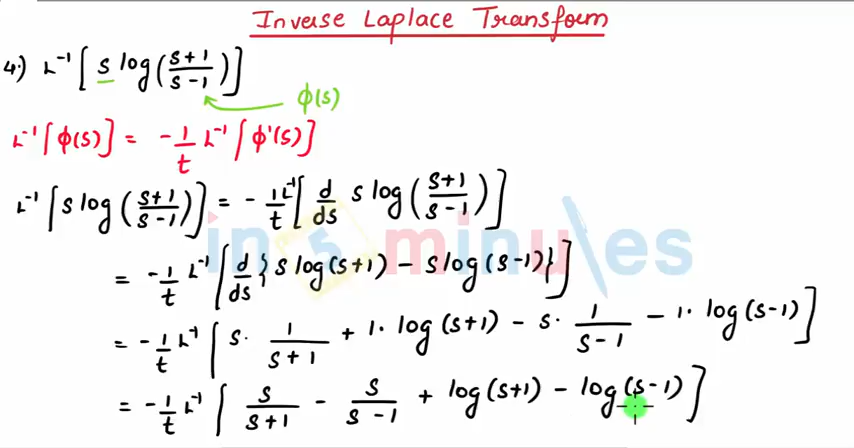 Inverse Laplace Transform
4.) L⁻¹ [ s log ( (s+1)/(s-1) ) ]
ϕ(s)
L⁻¹ [ϕ(s)] = -1/t L⁻¹ [ϕ'(s)]
L⁻¹ [ s log ( (s+1)/(s-1) ) ] = - 1/t L⁻¹ [ d/ds s log ( (s+1)/(s-1) ) ]
in 5 minutes
= -1/t L⁻¹ [ d/ds { s log(s+1) - s log(s-1) } ]
= -1/t L⁻¹ [ s · 1/(s+1) + 1· log(s+1) - s · 1/(s-1) - 1· log(s-1) ]
= -1/t L⁻¹ [ s/(s+1) - s/(s-1) + log(s+1) - log(s-1) ]